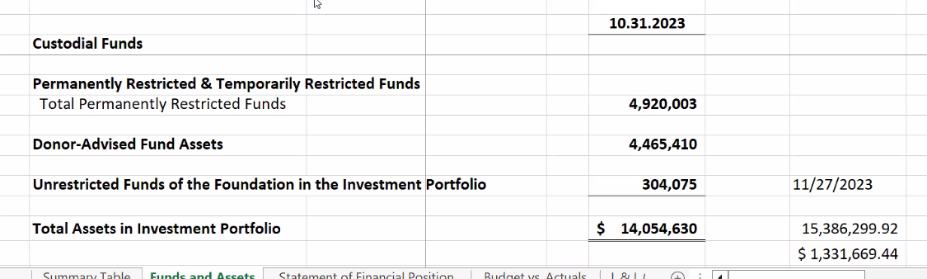 10.31.2023
Custodial Funds
Permanently Restricted & Temporarily Restricted Funds
Total Permanently Restricted Funds 4,920,003
Donor-Advised Fund Assets 4,465,410
Unrestricted Funds of the Foundation in the Investment Portfolio 304,075 11/27/2023
Total Assets in Investment Portfolio $ 14,054,630 15,386,299.92
$ 1,331,669.44
Summary Table Funds and Assets Statement of Financial Position Budget vs. Actuals